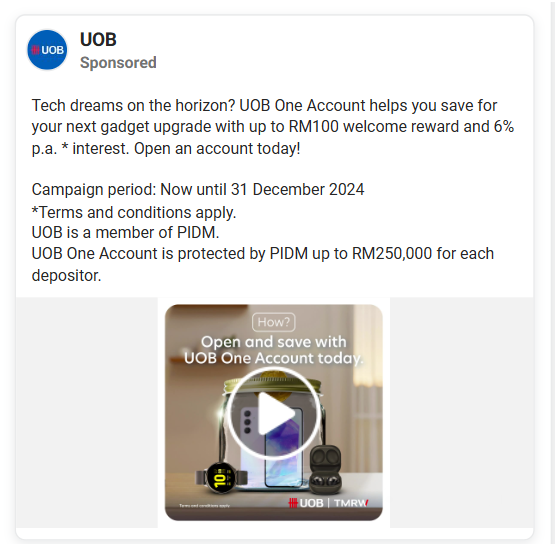 UOB
UOB
Sponsored
Tech dreams on the horizon? UOB One Account helps you save for
your next gadget upgrade with up to RM100 welcome reward and 6%
p.a. * interest. Open an account today!
Campaign period: Now until 31 December 2024
*Terms and conditions apply.
UOB is a member of PIDM.
UOB One Account is protected by PIDM up to RM250,000 for each
depositor.
How?
Open and save with
UOB One Account today.
10
Terms and conditions apply.
UOB | TMRW